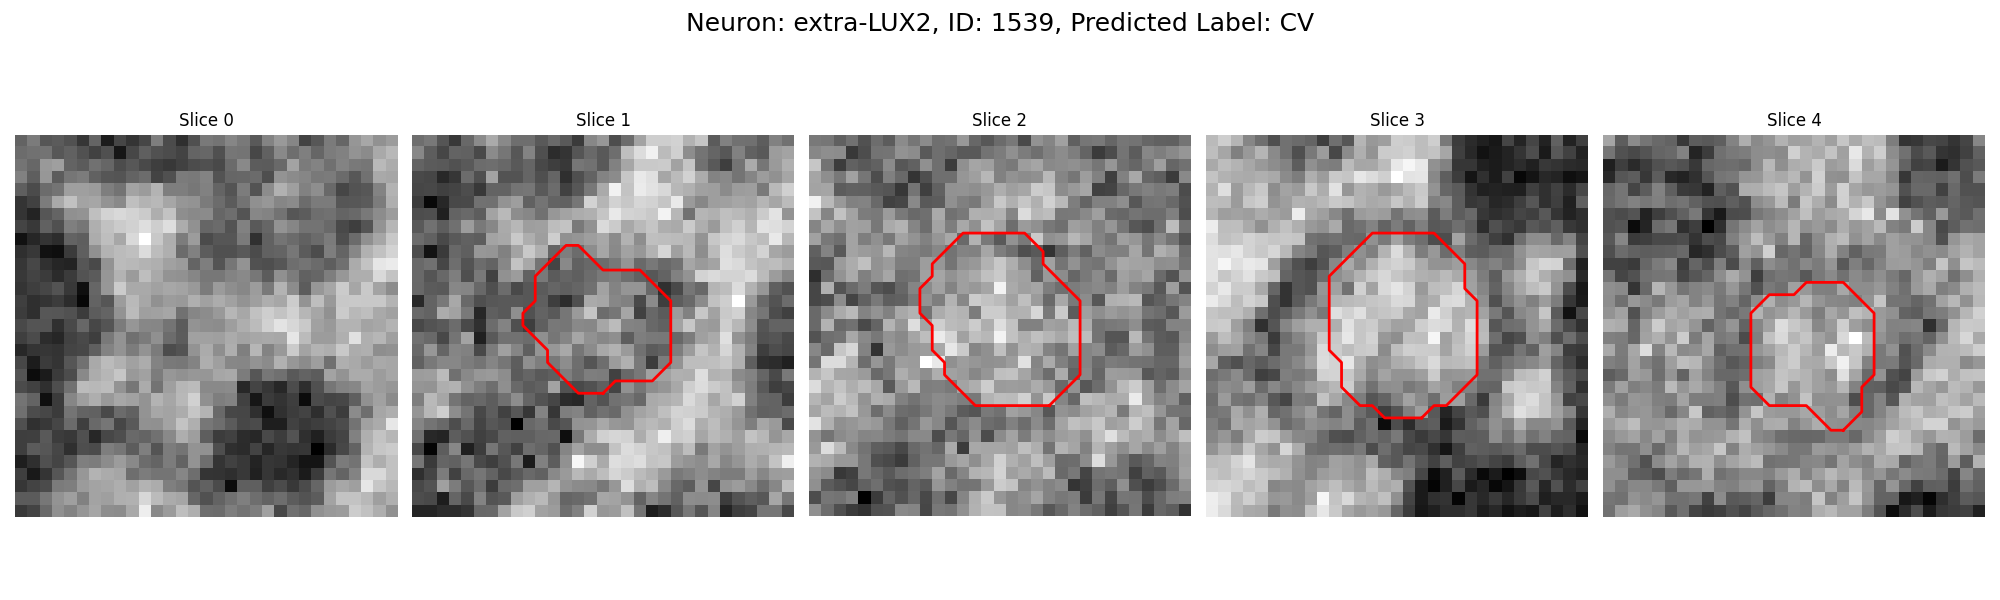 Neuron: extra-LUX2, ID: 1539, Predicted Label: CV
Slice 0
Slice 1
Slice 2
Slice 3
Slice 4